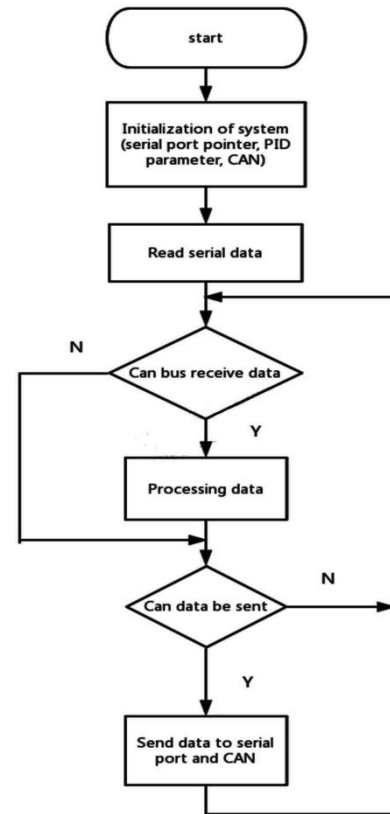 start
Initialization of system
(serial port pointer, PID
parameter, CAN)
Read serial data
N
Can bus receive data
Y
Processing data
N
Can data be sent
Y
Send data to serial
port and CAN